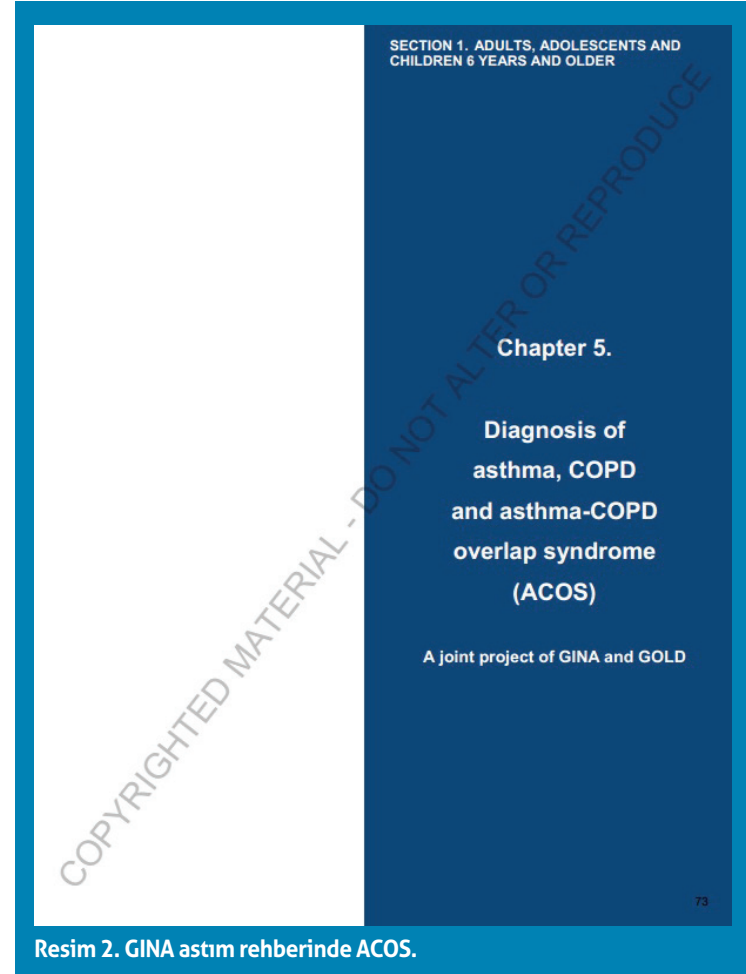 SECTION 1. ADULTS, ADOLESCENTS AND
CHILDREN 6 YEARS AND OLDER
Chapter 5.
Diagnosis of
asthma, COPD
and asthma-COPD
overlap syndrome
(ACOS)
A joint project of GINA and GOLD
COPYRIGHTED MATERIAL - DO NOT ALTER OR REPRODUCE
73
Resim 2. GINA astım rehberinde ACOS.